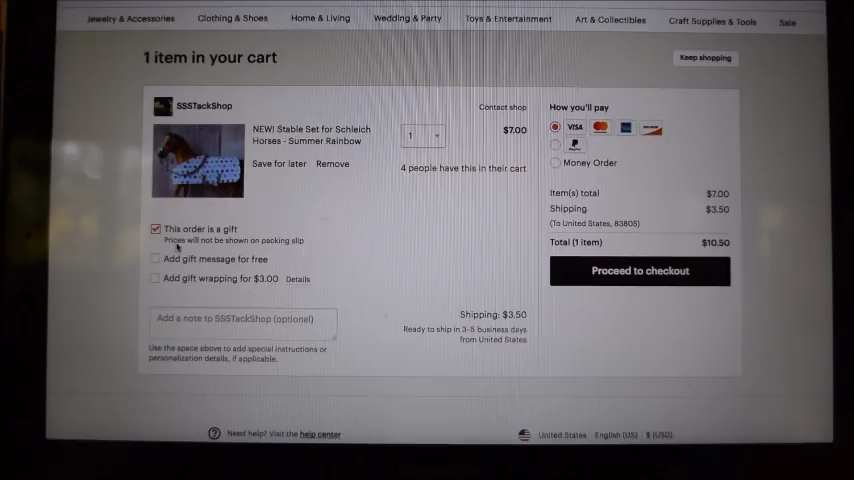 Jewelry & Accessories Clothing & Shoes Home & Living Wedding & Party Toys & Entertainment Art & Collectibles Craft Supplies & Tools Sale
1 item in your cart
Keep shopping
SSSTackShop
Contact shop
NEW! Stable Set for Schleich
Horses - Summer Rainbow
1
$7.00
Save for later Remove
4 people have this in their cart
This order is a gift
Prices will not be shown on packing slip
Add gift message for free
Add gift wrapping for $3.00 Details
Add a note to SSSTackShop (optional)
Use the space above to add special instructions or
personalization details, if applicable.
Shipping: $3.50
Ready to ship in 3-5 business days
from United States
How you'll pay
VISA
PayPal
Money Order
Item(s) total $7.00
Shipping $3.50
(To United States, 83805)
Total (1 item) $10.50
Proceed to checkout
Need help? Visit the help center
United States English (US) $ (USD)